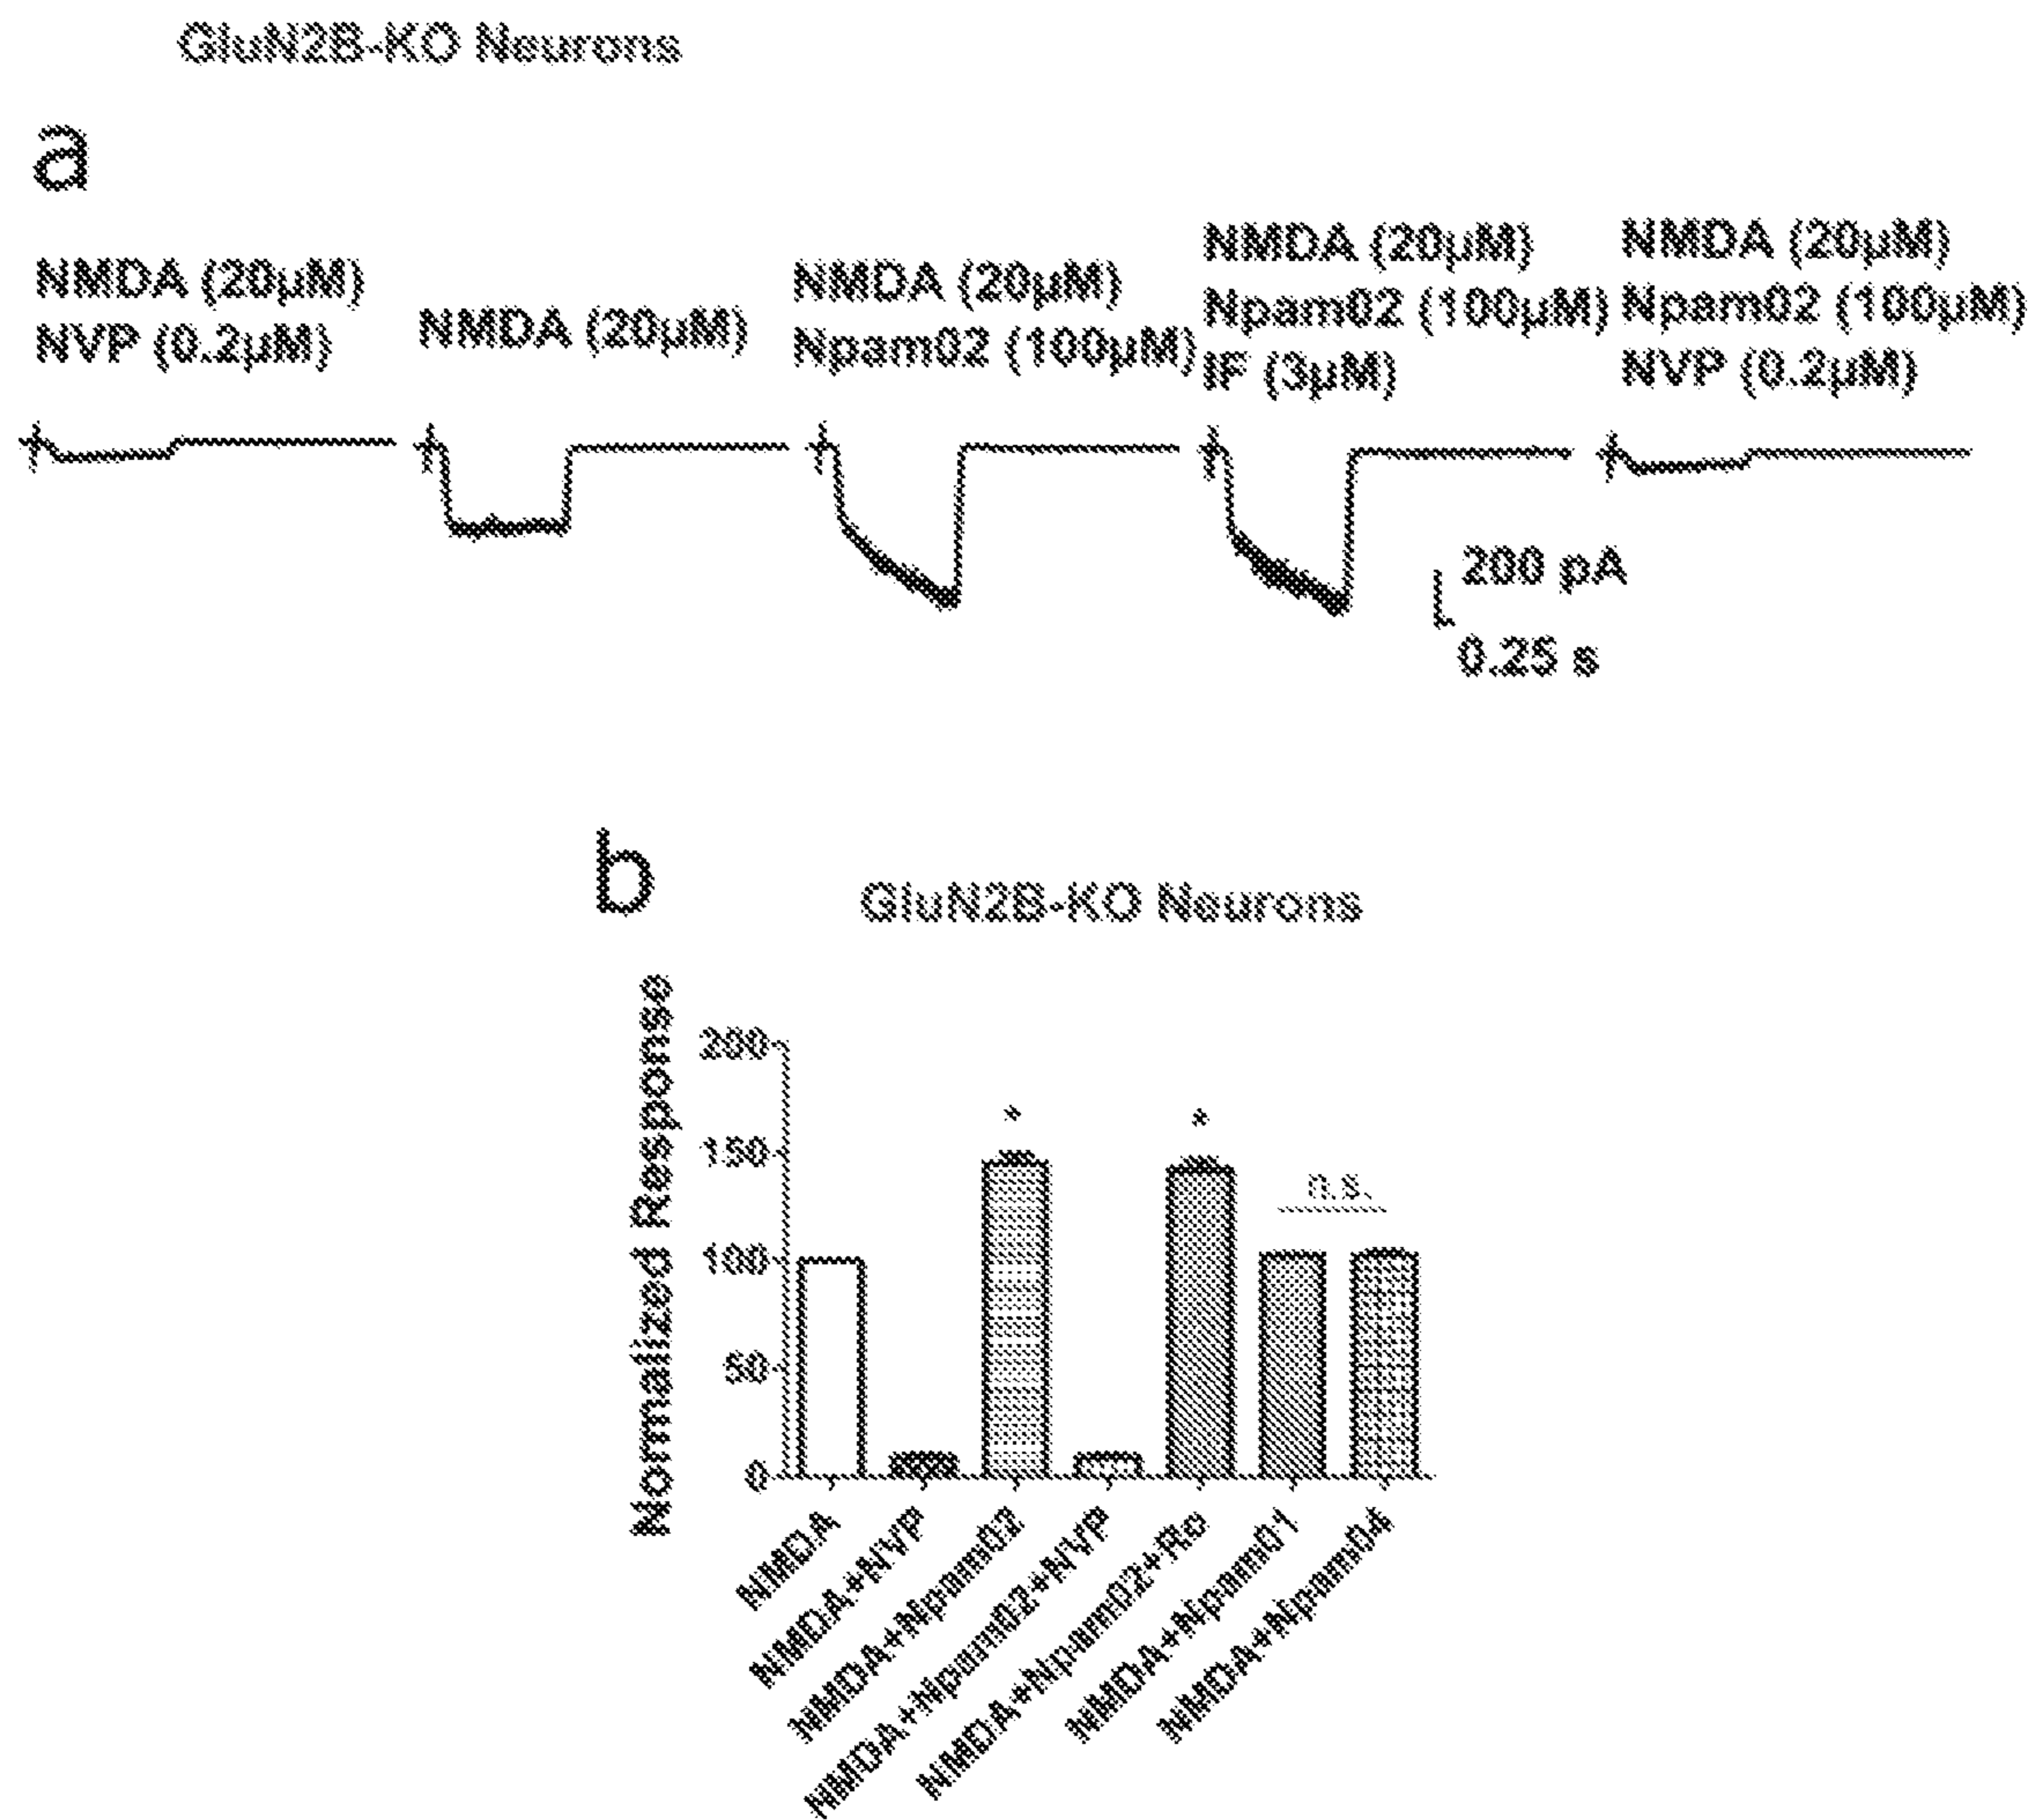 GluN2B-KO Neurons
a
NMDA (20µM)
NVP (0.2µM)
NMDA (20µM)
NMDA (20µM)
Npam02 (100µM)
NMDA (20µM)
Npam02 (100µM)
IF (3µM)
NMDA (20µM)
Npam02 (100µM)
NVP (0.2µM)
200 pA
0.25 s
b
GluN2B-KO Neurons
Normalized Response
200
150
100
50
0
*
*
n.s.
NMDA
NMDA+NVP
NMDA+Npam02
NMDA+Npam02+NVP
NMDA+Npam02+Ro
NMDA+Npam01
NMDA+Npam04